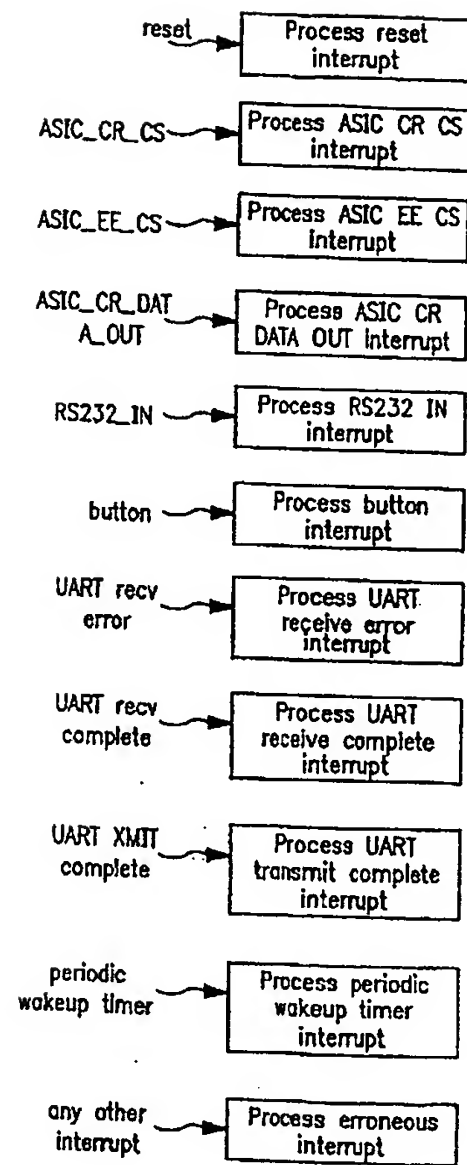 reset
Process reset
interrupt
ASIC_CR_CS
Process ASIC CR CS
interrupt
ASIC_EE_CS
Process ASIC EE CS
interrupt
ASIC_CR_DAT
A_OUT
Process ASIC CR
DATA OUT interrupt
RS232_IN
Process RS232 IN
interrupt
button
Process button
interrupt
UART recv
error
Process UART
receive error
interrupt
UART recv
complete
Process UART
receive complete
interrupt
UART XMIT
complete
Process UART
transmit complete
interrupt
periodic
wakeup timer
Process periodic
wakeup timer
interrupt
any other
interrupt
Process erroneous
interrupt